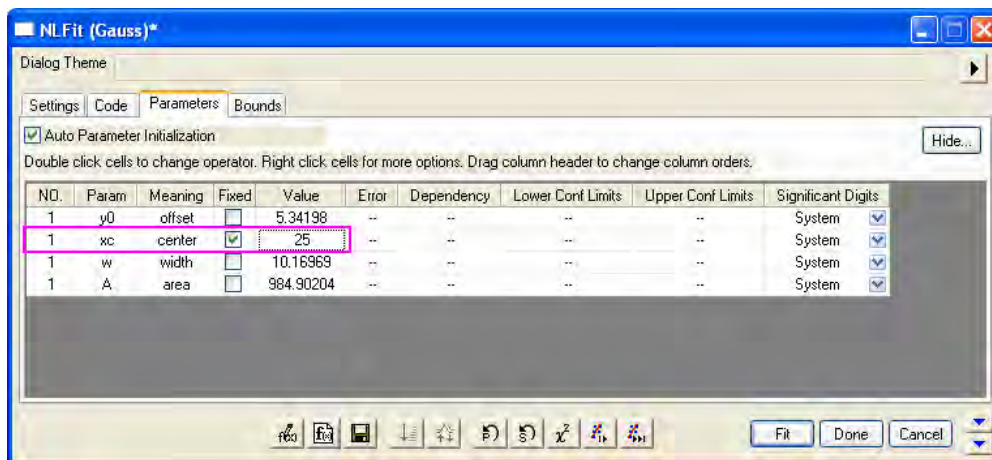 NLFit (Gauss)*
Dialog Theme
Settings Code Parameters Bounds
Auto Parameter Initialization
Hide...
Double click cells to change operator. Right click cells for more options. Drag column header to change column orders.
NO. Param Meaning Fixed Value Error Dependency Lower Conf Limits Upper Conf Limits Significant Digits
1 y0 offset 5.34198 -- -- -- -- System
1 xc center 25 -- -- -- -- System
1 w width 10.16969 -- -- -- -- System
1 A area 984.90204 -- -- -- -- System
Fit Done Cancel